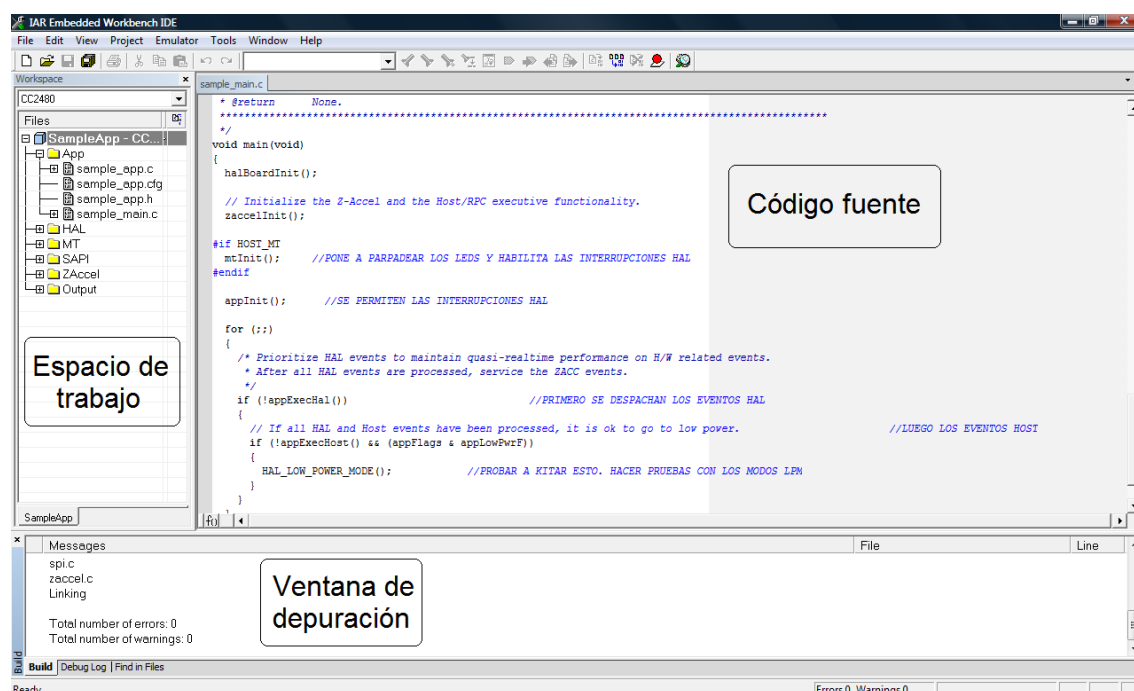 IAR Embedded Workbench IDE
File Edit View Project Emulator Tools Window Help
Workspace
CC2480
Files
SampleApp - CC...
App
sample_app.c
sample_app.cfg
sample_app.h
sample_main.c
HAL
MT
SAPI
ZAccel
Output
Espacio de
trabajo
SampleApp
sample_main.c
* @return None.
**************************************************************************************************
*/
void main(void)
{
halBoardInit();
// Initialize the Z-Accel and the Host/RPC executive functionality.
zaccelInit();
#if HOST_MT
mtInit(); //PONE A PARPADEAR LOS LEDS Y HABILITA LAS INTERRUPCIONES HAL
#endif
appInit(); //SE PERMITEN LAS INTERRUPCIONES HAL
for (;;)
{
/* Prioritize HAL events to maintain quasi-realtime performance on H/W related events.
* After all HAL events are processed, service the ZACC events.
*/
if (!appExecHal()) //PRIMERO SE DESPACHAN LOS EVENTOS HAL
{
// If all HAL and Host events have been processed, it is ok to go to low power. //LUEGO LOS EVENTOS HOST
if (!appExecHost() && (appFlags & appLowPwrF))
{
HAL_LOW_POWER_MODE(); //PROBAR A KITAR ESTO. HACER PRUEBAS CON LOS MODOS LPM
}
}
Código fuente
f()
Messages File Line
spi.c
zaccel.c
Linking
Total number of errors: 0
Total number of warnings: 0
Ventana de
depuración
Build
Build Debug Log Find in Files
Ready Errors 0, Warnings 0